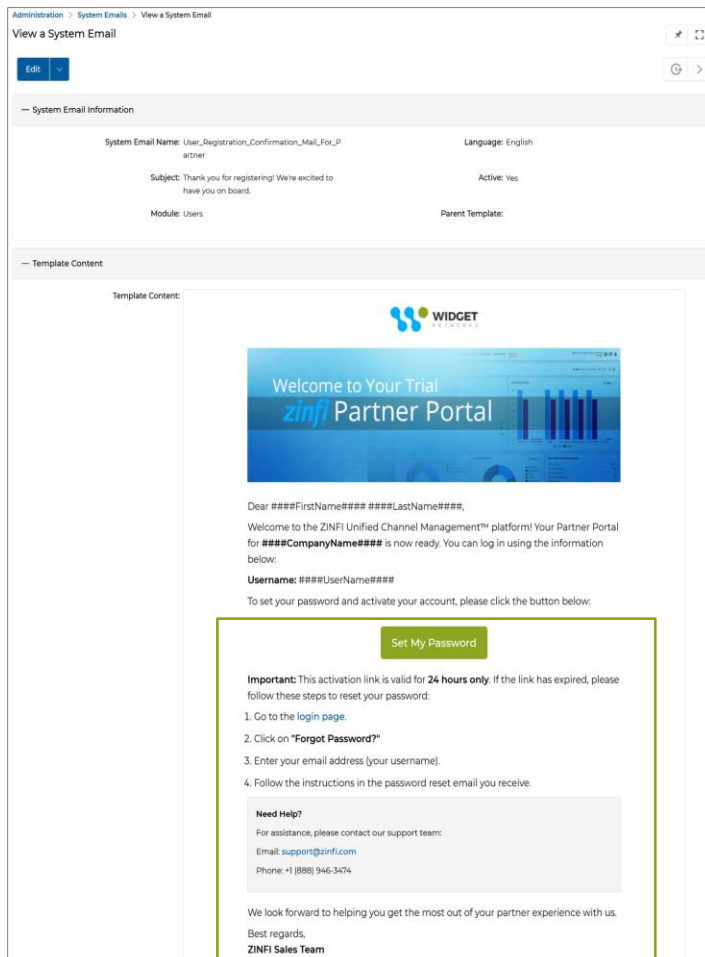 Administration > System Emails > View a System Email
View a System Email
Edit
— System Email Information
System Email Name: User_Registration_Confirmation_Mail_For_P
artner
Language: English
Subject: Thank you for registering! We're excited to
have you on board.
Active: Yes
Module: Users
Parent Template:
— Template Content
Template Content:
WIDGET
NETWORKS
Welcome to Your Trial
zinfi Partner Portal
Dear ####FirstName#### ####LastName####,
Welcome to the ZINFI Unified Channel Management™ platform! Your Partner Portal
for ####CompanyName#### is now ready. You can log in using the information
below:
Username: ####UserName####
To set your password and activate your account, please click the button below:
Set My Password
Important: This activation link is valid for 24 hours only. If the link has expired, please
follow these steps to reset your password:
1. Go to the login page.
2. Click on "Forgot Password?"
3. Enter your email address (your username).
4. Follow the instructions in the password reset email you receive.
Need Help?
For assistance, please contact our support team:
Email: support@zinfi.com
Phone: +1 (888) 946-3474
We look forward to helping you get the most out of your partner experience with us.
Best regards,
ZINFI Sales Team